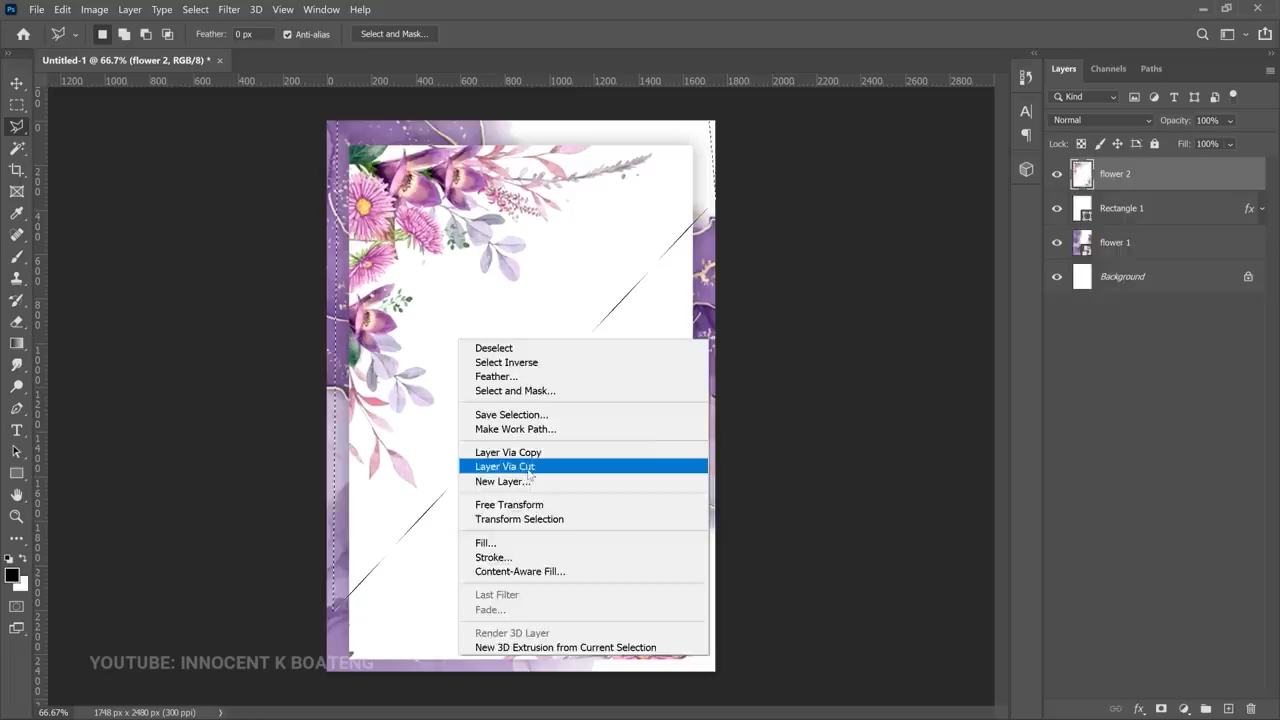 File Edit Image Layer Type Select Filter 3D View Window Help
Feather: 0 px Anti-alias Select and Mask...
Untitled-1 @ 66.7% (flower 2, RGB/8) * ×
1200 1000 800 600 400 200 0 200 400 600 800 1000 1200 1400 1600 1800 2000 2200 2400 2600 2800
Layers Channels Paths
Kind
Normal Opacity: 100%
Lock: Fill: 100%
flower 2
Rectangle 1 fx
flower 1
Background
Deselect
Select Inverse
Feather...
Select and Mask...
Save Selection...
Make Work Path...
Layer Via Copy
Layer Via Cut
New Layer...
Free Transform
Transform Selection
Fill...
Stroke...
Content-Aware Fill...
Last Filter
Fade...
Render 3D Layer
New 3D Extrusion from Current Selection
YOUTUBE: INNOCENT K BOATENG
66.67% 1748 px x 2480 px (300 ppi)